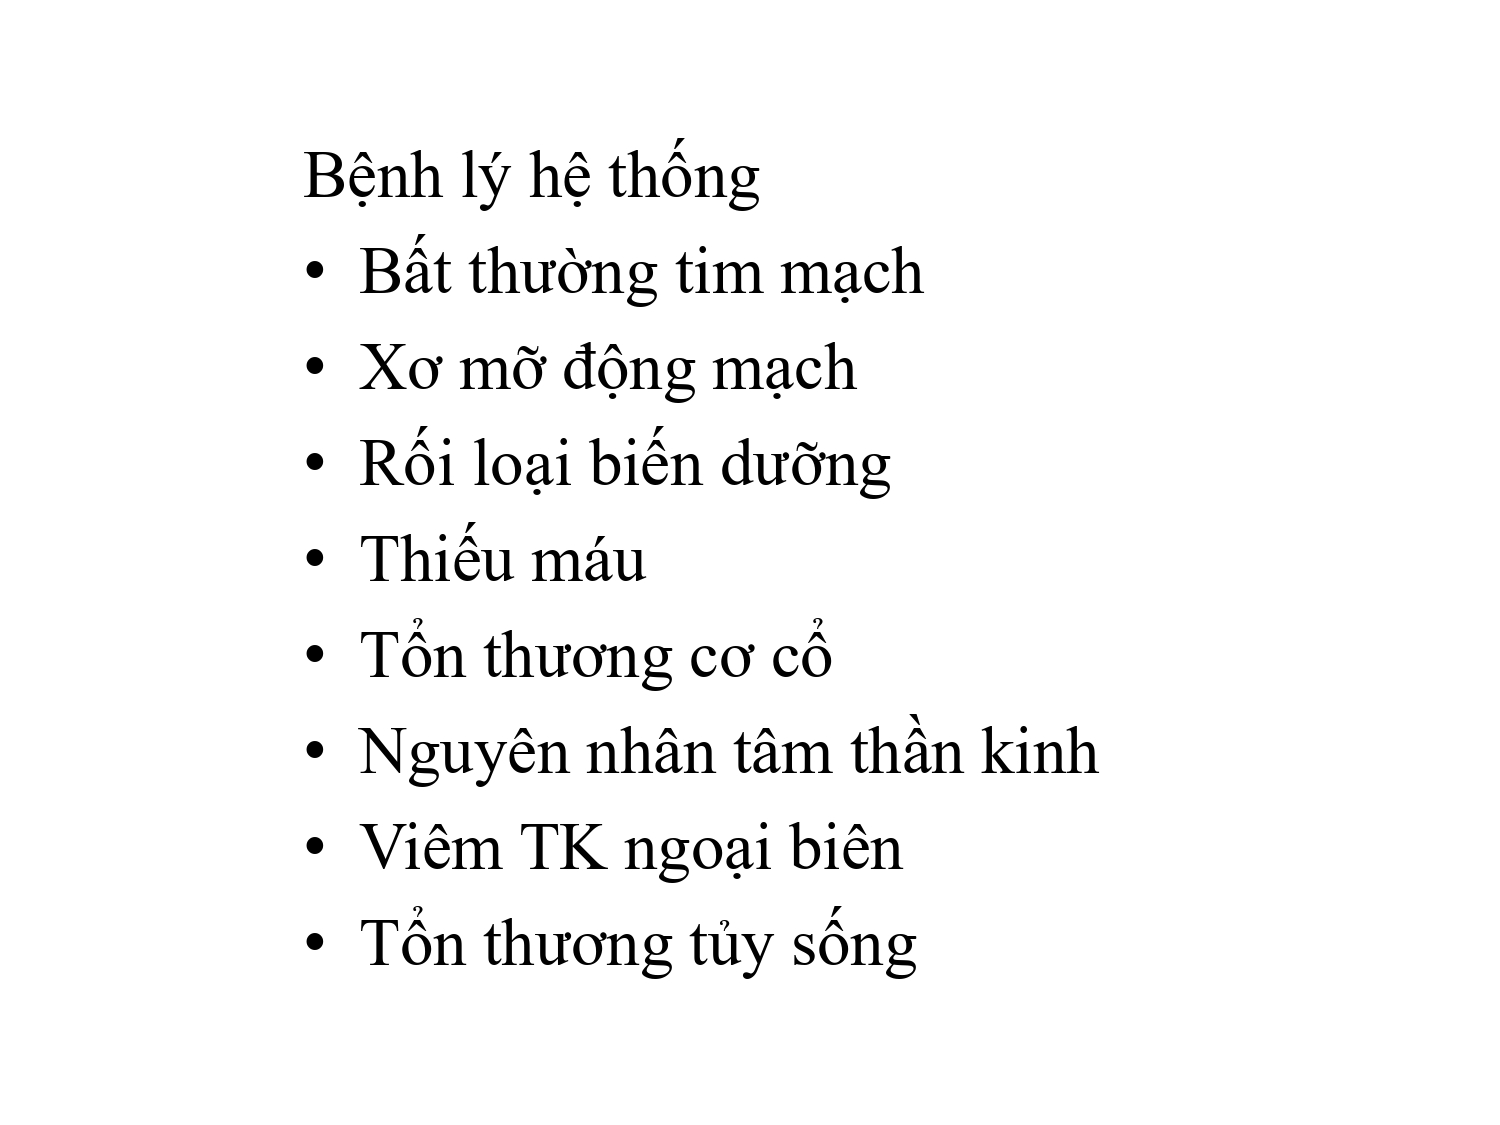 Bệnh lý hệ thống
• Bất thường tim mạch
• Xơ mỡ động mạch
• Rối loại biến dưỡng
• Thiếu máu
• Tổn thương cơ cổ
• Nguyên nhân tâm thần kinh
• Viêm TK ngoại biên
• Tổn thương tủy sống